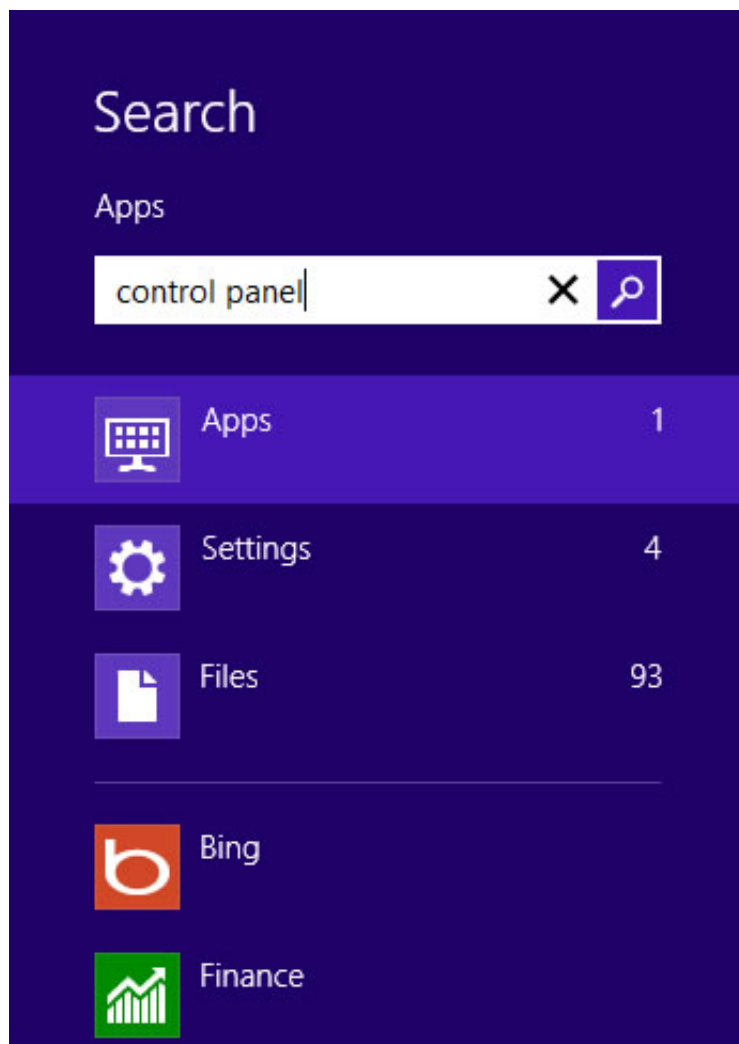 Search
Apps
control panel
Apps 1
Settings 4
Files 93
Bing
Finance